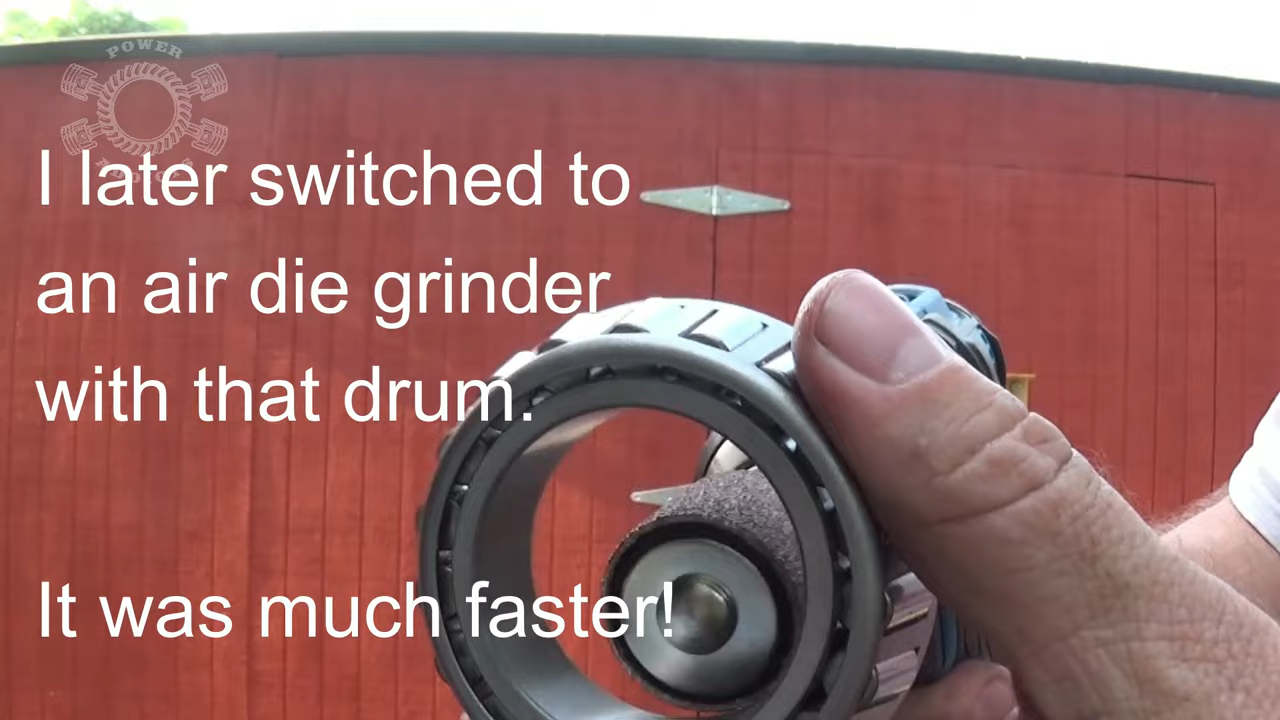 POWER
I later switched to
an air die grinder
with that drum.
It was much faster!